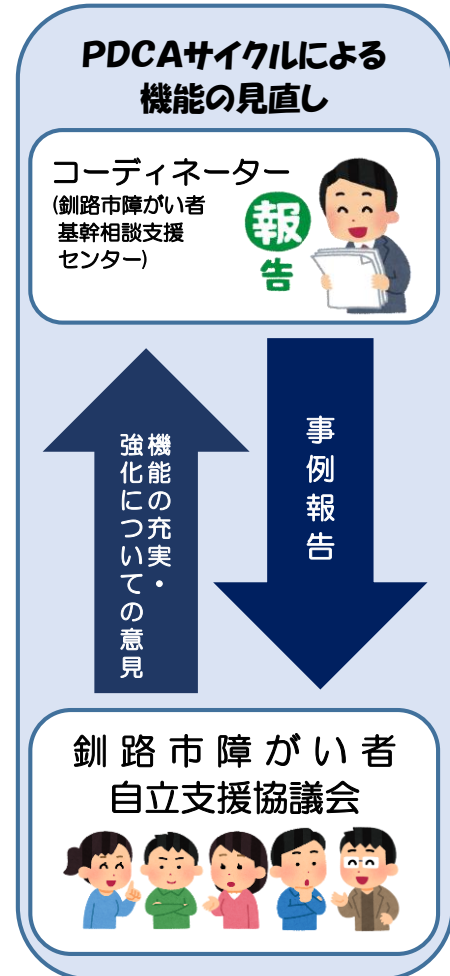 PDCAサイクルによる
機能の見直し
コーディネーター
(釧路市障がい者
基幹相談支援
センター)
報
告
機能の充実・
強化についての意見
事例報告
釧路市障がい者
自立支援協議会